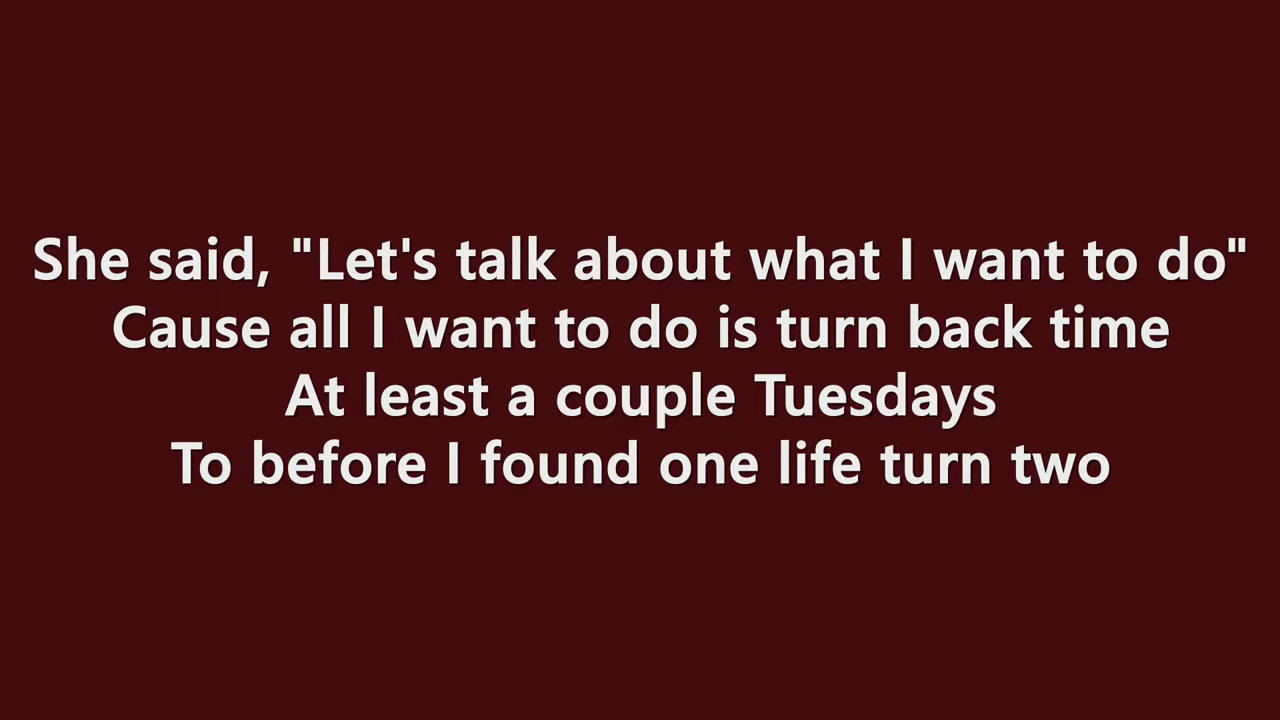 She said, "Let's talk about what I want to do"
Cause all I want to do is turn back time
At least a couple Tuesdays
To before I found one life turn two